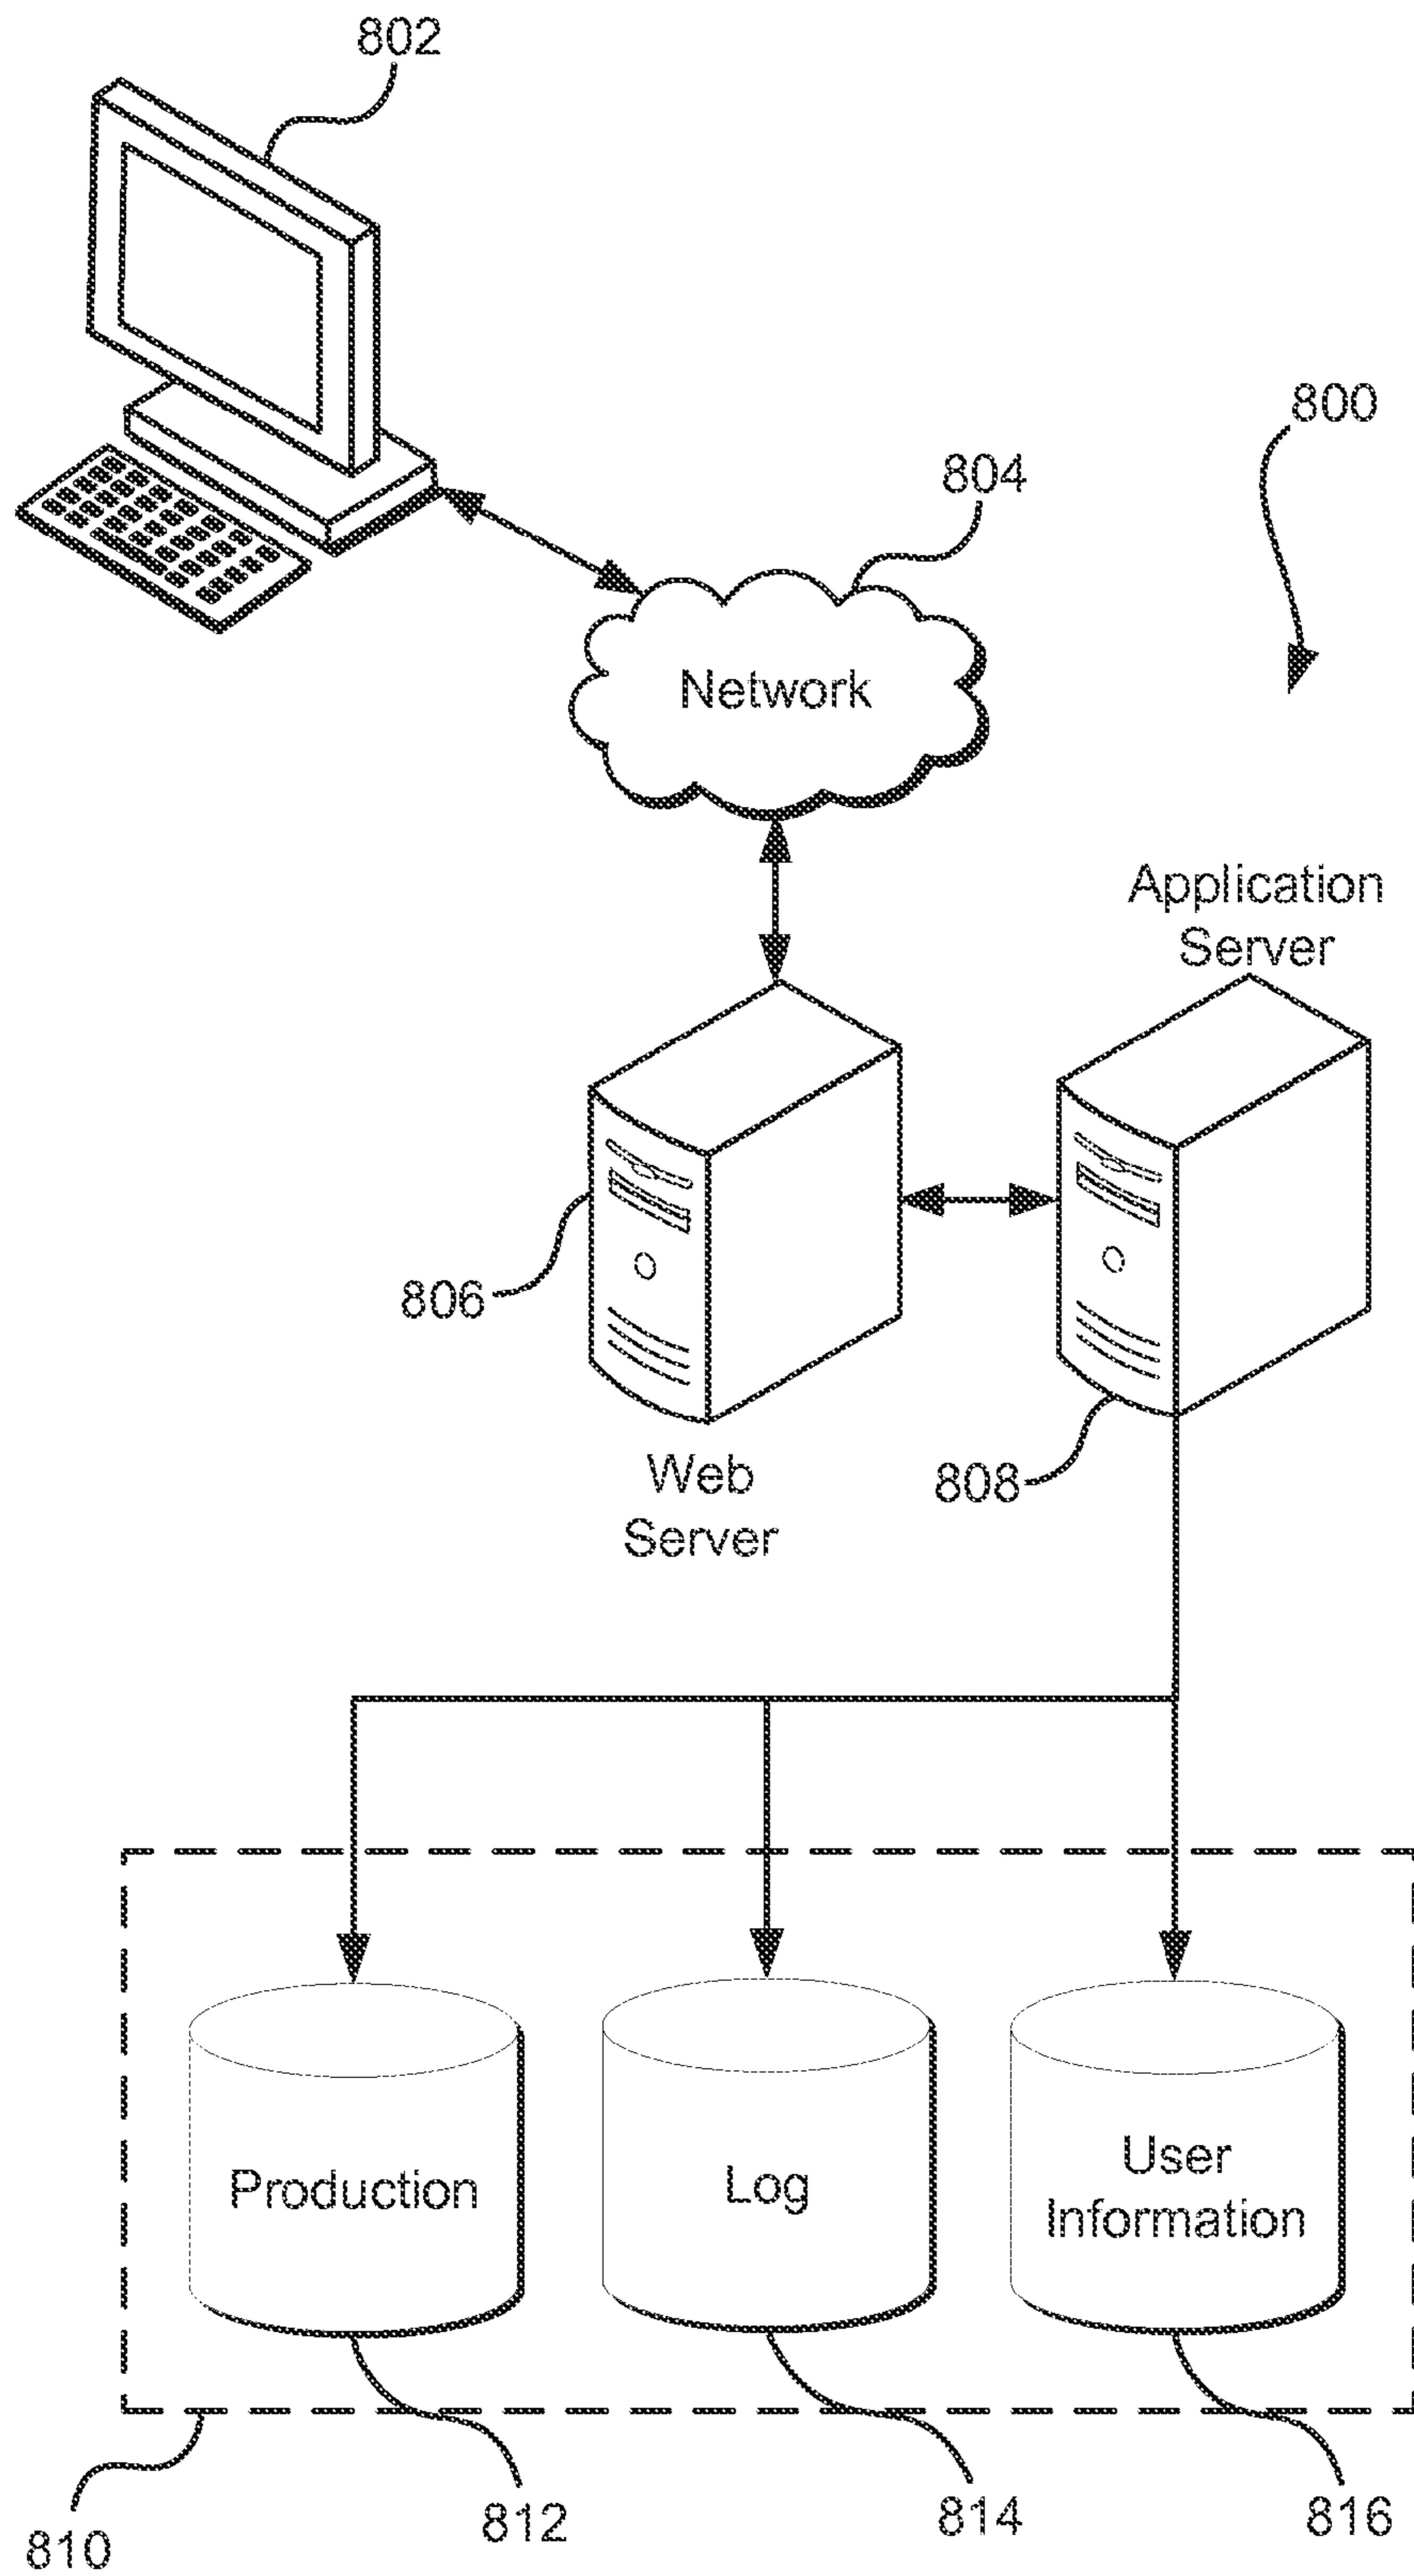 802
800
804
Network
Application
Server
806
Web
Server
808
Production
Log
User
Information
810
812
814
816